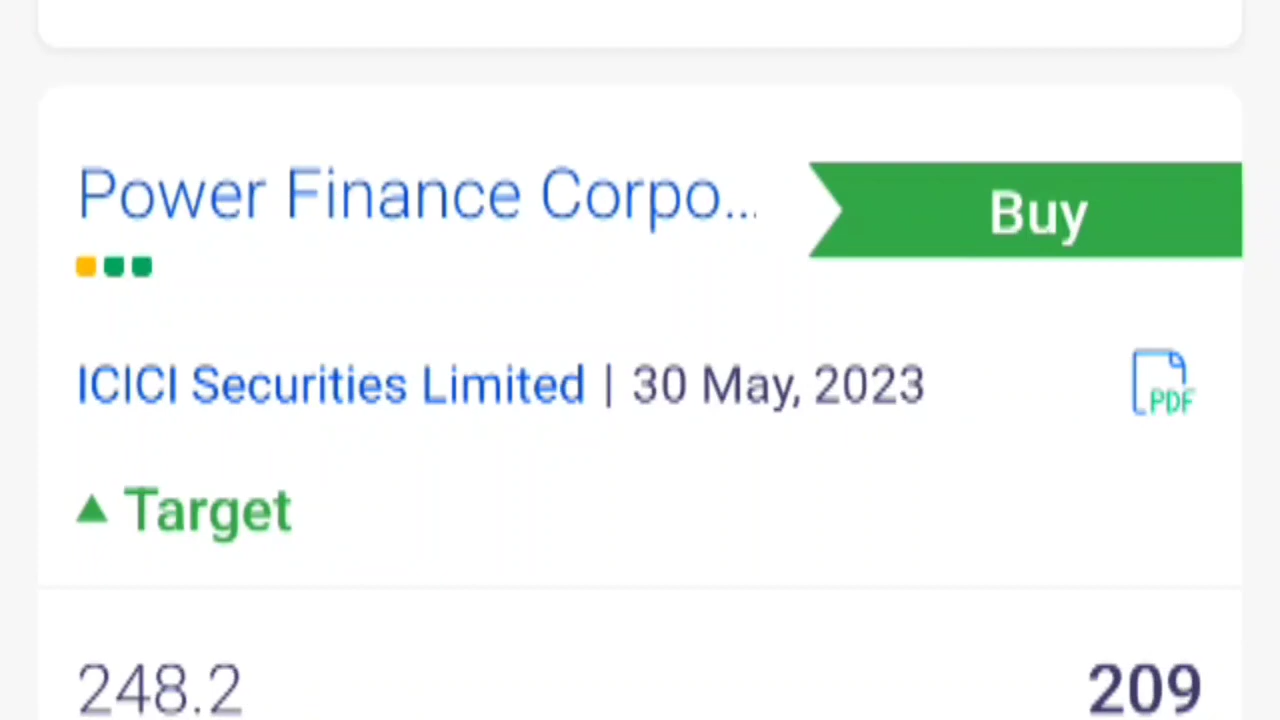 Power Finance Corpo...
Buy
ICICI Securities Limited | 30 May, 2023
PDF
Target
248.2
209